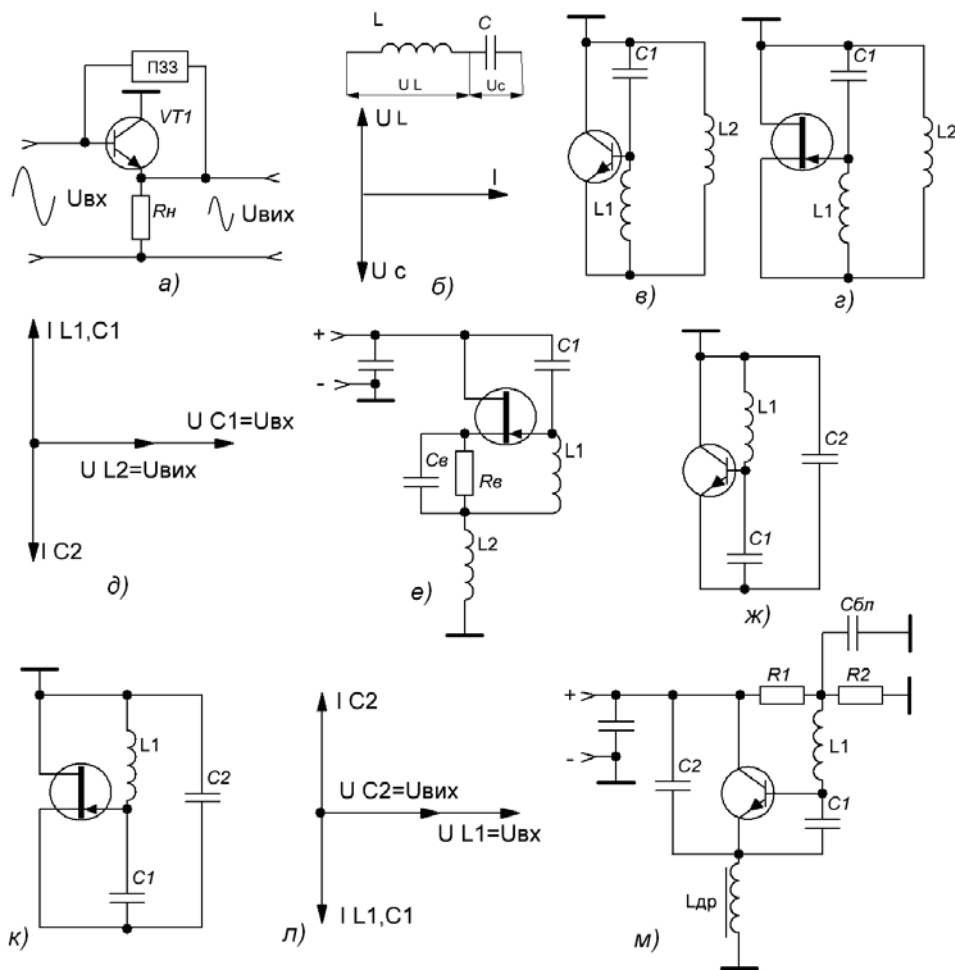 ПЗЗ
VT1
Uвх
Rн
Uвих
а)
L
C
U L
Uс
U L
I
U с
б)
C1
L2
L1
в)
C1
L2
L1
г)
I L1,C1
U C1=Uвх
U L2=Uвих
I C2
д)
+
-
C1
L1
Cв
Rв
L2
е)
L1
C2
C1
ж)
L1
C2
C1
к)
I C2
U C2=Uвих
U L1=Uвх
I L1,C1
л)
Cбл
R1
R2
+
-
L1
C2
C1
Lдр
м)